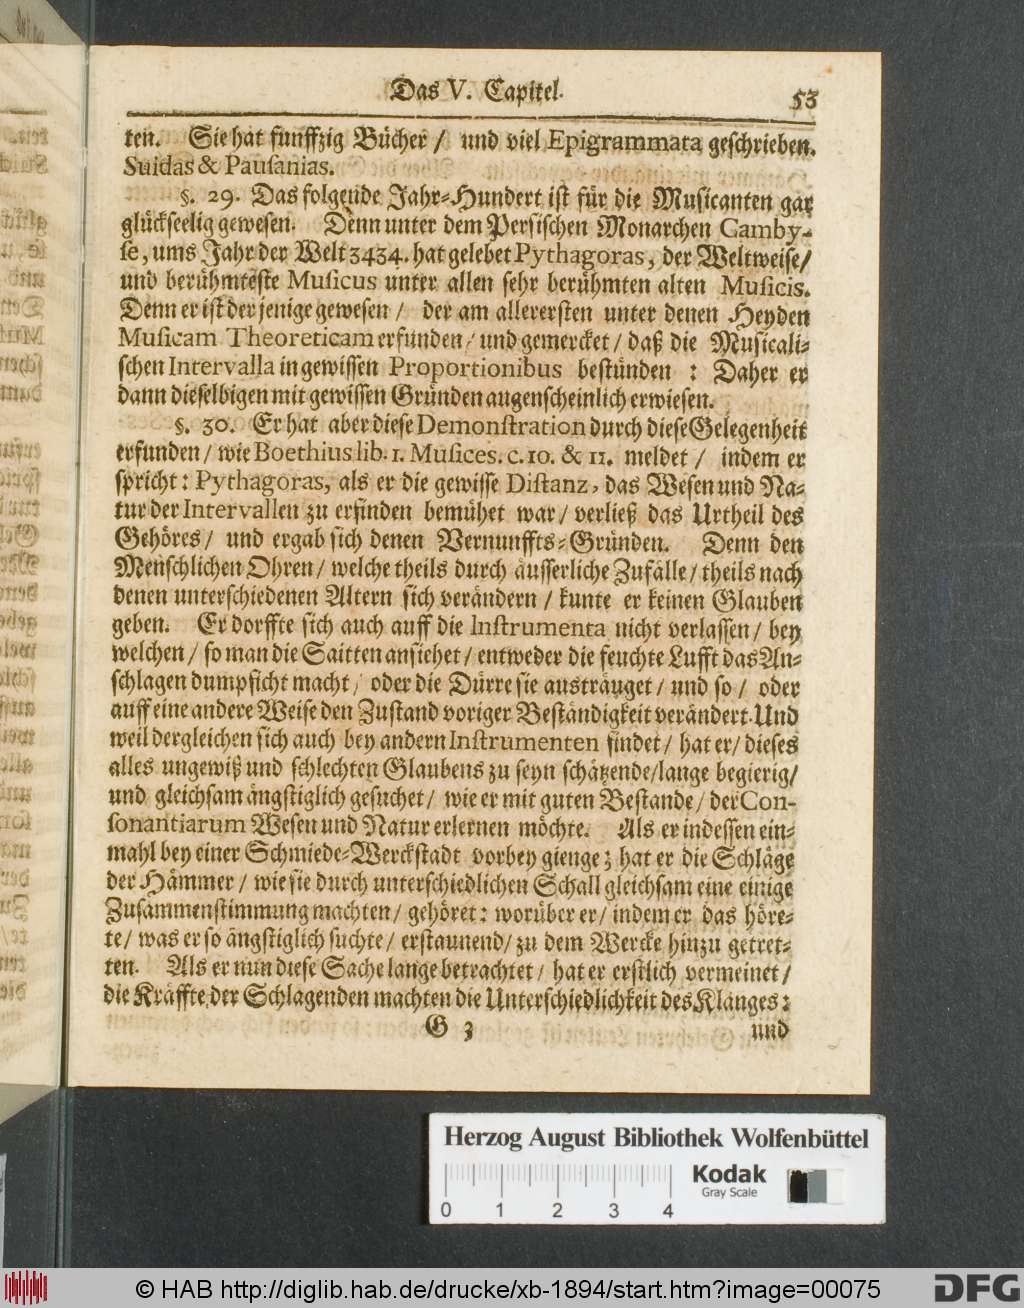 Das V. Capitel.
53
ten. Sie hat funffzig Bücher / und viel Epigrammata geschrieben.
Suidas & Pausanias.
§. 29. Das folgende Jahr-Hundert ist für die Musicanten gar
glückseelig gewesen. Denn unter dem Persischen Monarchen Camby-
se, ums Jahr der Welt 3434. hat gelebet Pythagoras, der Weltweise /
und berühmteste Musicus unter allen sehr berühmten alten Musicis.
Denn er ist der jenige gewesen / der am allerersten unter denen Heyden
Musicam Theoreticam erfunden / und gemercket / daß die Musicali-
schen Intervalla in gewissen Proportionibus bestünden : Daher er
dann dieselbigen mit gewissen Gründen augenscheinlich erwiesen.
§. 30. Er hat aber diese Demonstration durch diese Gelegenheit
erfunden / wie Boethius lib. 1. Musices. c. 10. & 11. meldet / indem er
spricht : Pythagoras, als er die gewisse Distanz, das Wesen und Na-
tur der Intervallen zu erfinden bemühet war / verließ das Urtheil des
Gehöres / und ergab sich denen Vernunffts-Gründen. Denn den
Menschlichen Ohren / welche theils durch äusserliche Zufälle / theils nach
denen unterschiedenen Altern sich verändern / kunte er keinen Glauben
geben. Er dorffte sich auch auff die Instrumenta nicht verlassen / bey
welchen / so man die Saitten ansiehet / entweder die feuchte Lufft das An-
schlagen dumpsicht macht / oder die Dürre sie austräuget / und so / oder
auff eine andere Weise den Zustand voriger Beständigkeit verändert. Und
weil dergleichen sich auch bey andern Instrumenten findet / hat er / dieses
alles ungewiß und schlechten Glaubens zu seyn schätzende / lange begierig /
und gleichsam ängstiglich gesuchet / wie er mit guten Bestande / der Con-
sonantiarum Wesen und Natur erlernen möchte. Als er indessen ein-
mahl bey einer Schmiede-Werckstadt vorbey gienge ; hat er die Schläge
der Hämmer / wie sie durch unterschiedlichen Schall gleichsam eine einige
Zusammenstimmung machten / gehöret : worüber er / indem er das höre-
te / was er so ängstiglich suchte / erstaunend / zu dem Wercke hinzu getret-
ten. Als er nun diese Sache lange betrachtet / hat er erstlich vermeinet /
die Kräffte der Schlagenden machten die Unterschiedlichkeit des Klanges :
G 3
und
Herzog August Bibliothek Wolfenbüttel
Kodak
Gray Scale
0 1 2 3 4
© HAB http://diglib.hab.de/drucke/xb-1894/start.htm?image=00075
DFG